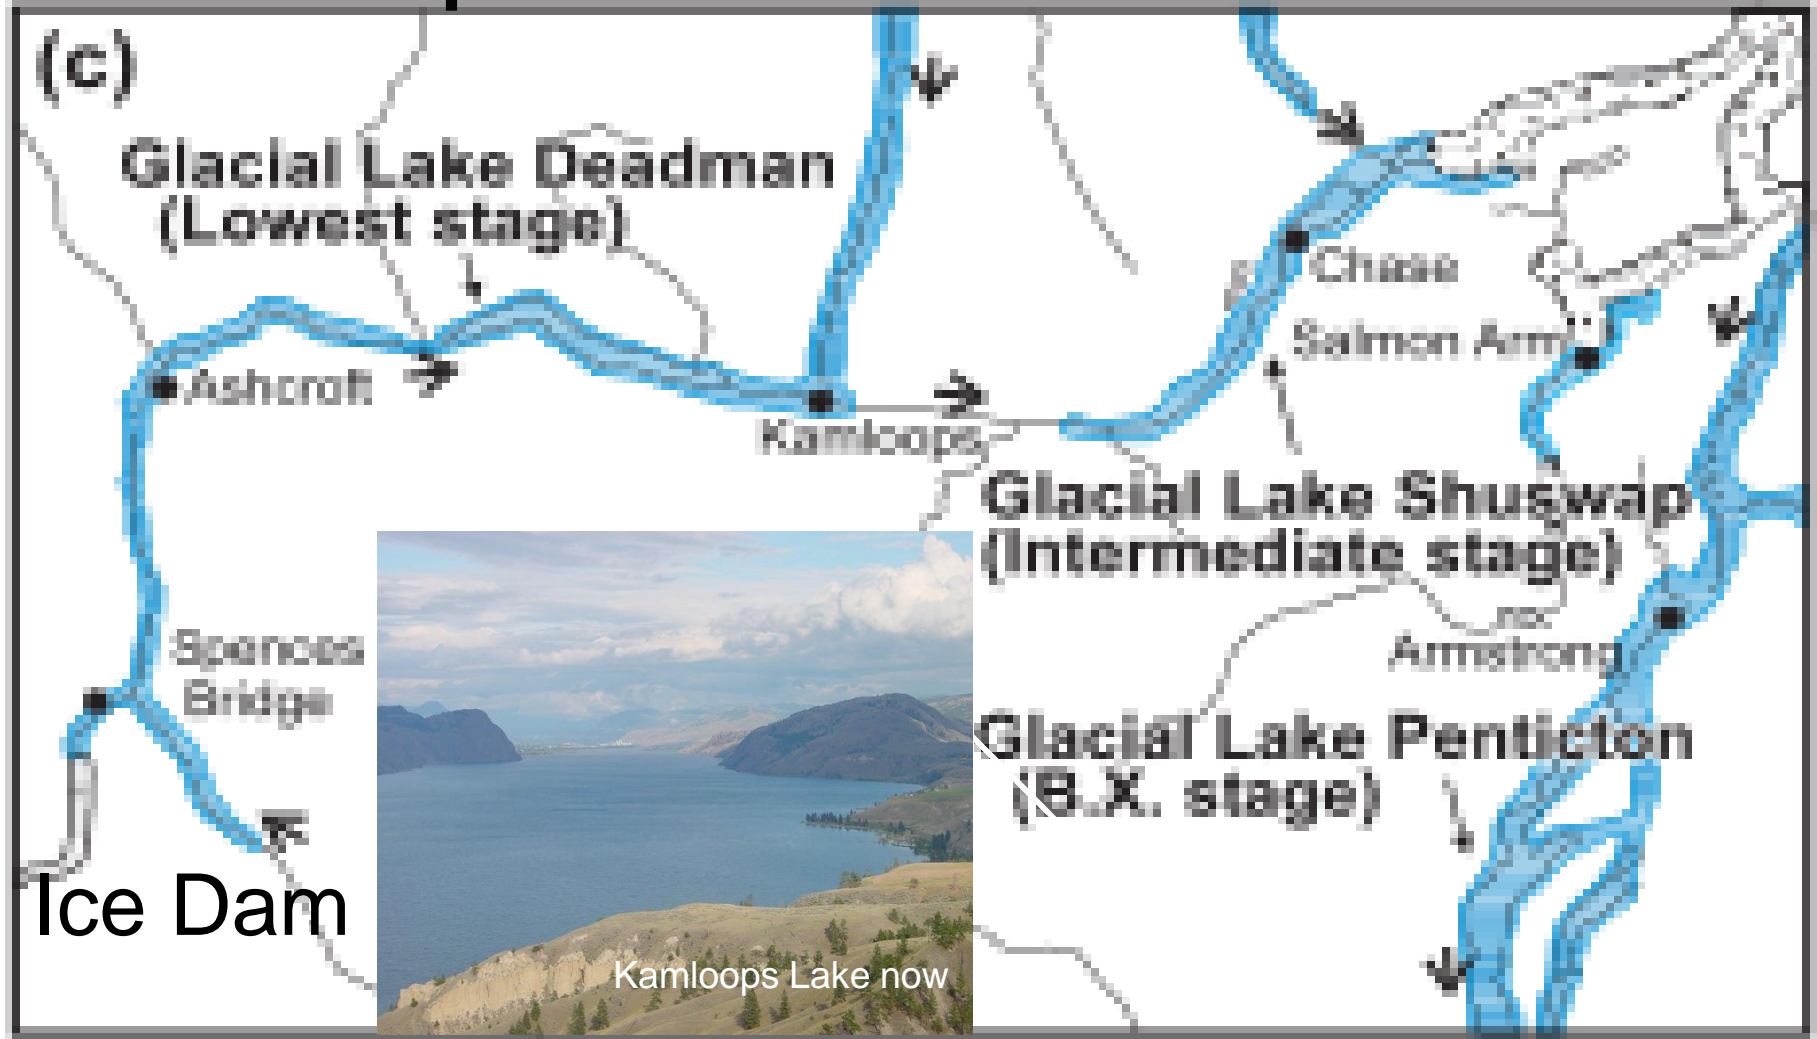 (c)
Glacial Lake Deadman
(Lowest stage)
Chase
Salmon Arm
Ashcroft
Kamloops
Glacial Lake Shuswap
(Intermediate stage)
Spences
Bridge
Armstrong
Glacial Lake Penticton
(B.X. stage)
Ice Dam
Kamloops Lake now